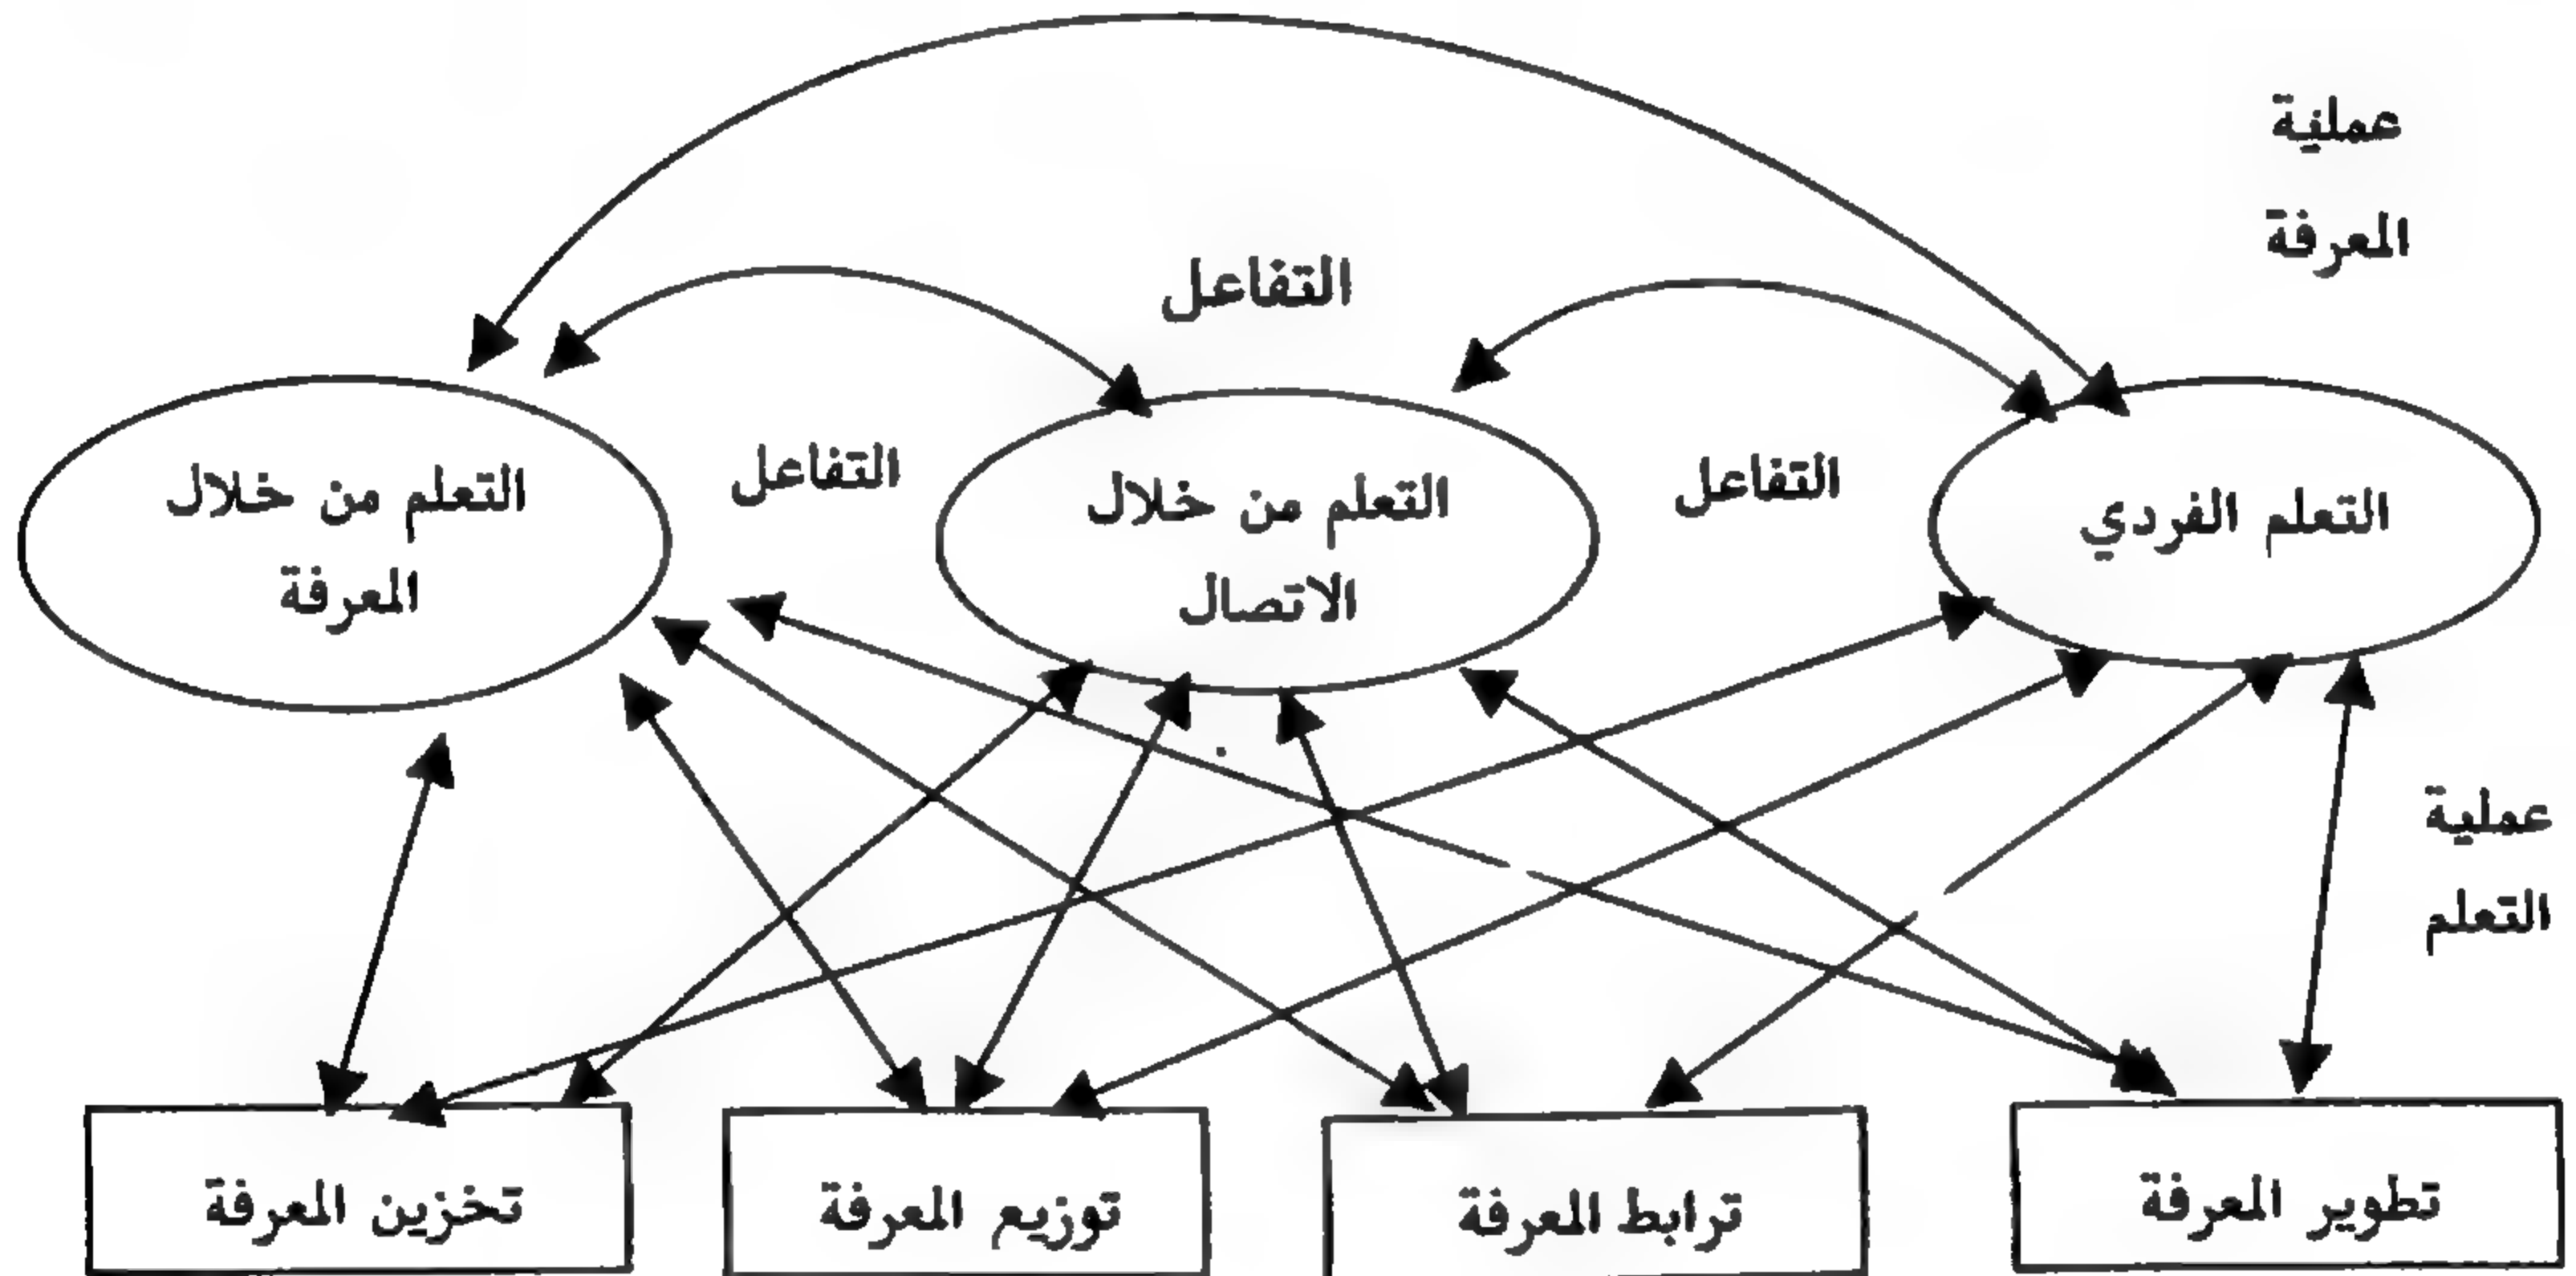 عملية
المعرفة
التفاعل
التفاعل
التفاعل
التعلم الفردي
التعلم من خلال
الاتصال
التعلم من خلال
المعرفة
عملية
التعلم
تطوير المعرفة
ترابط المعرفة
توزيع المعرفة
تخزين المعرفة